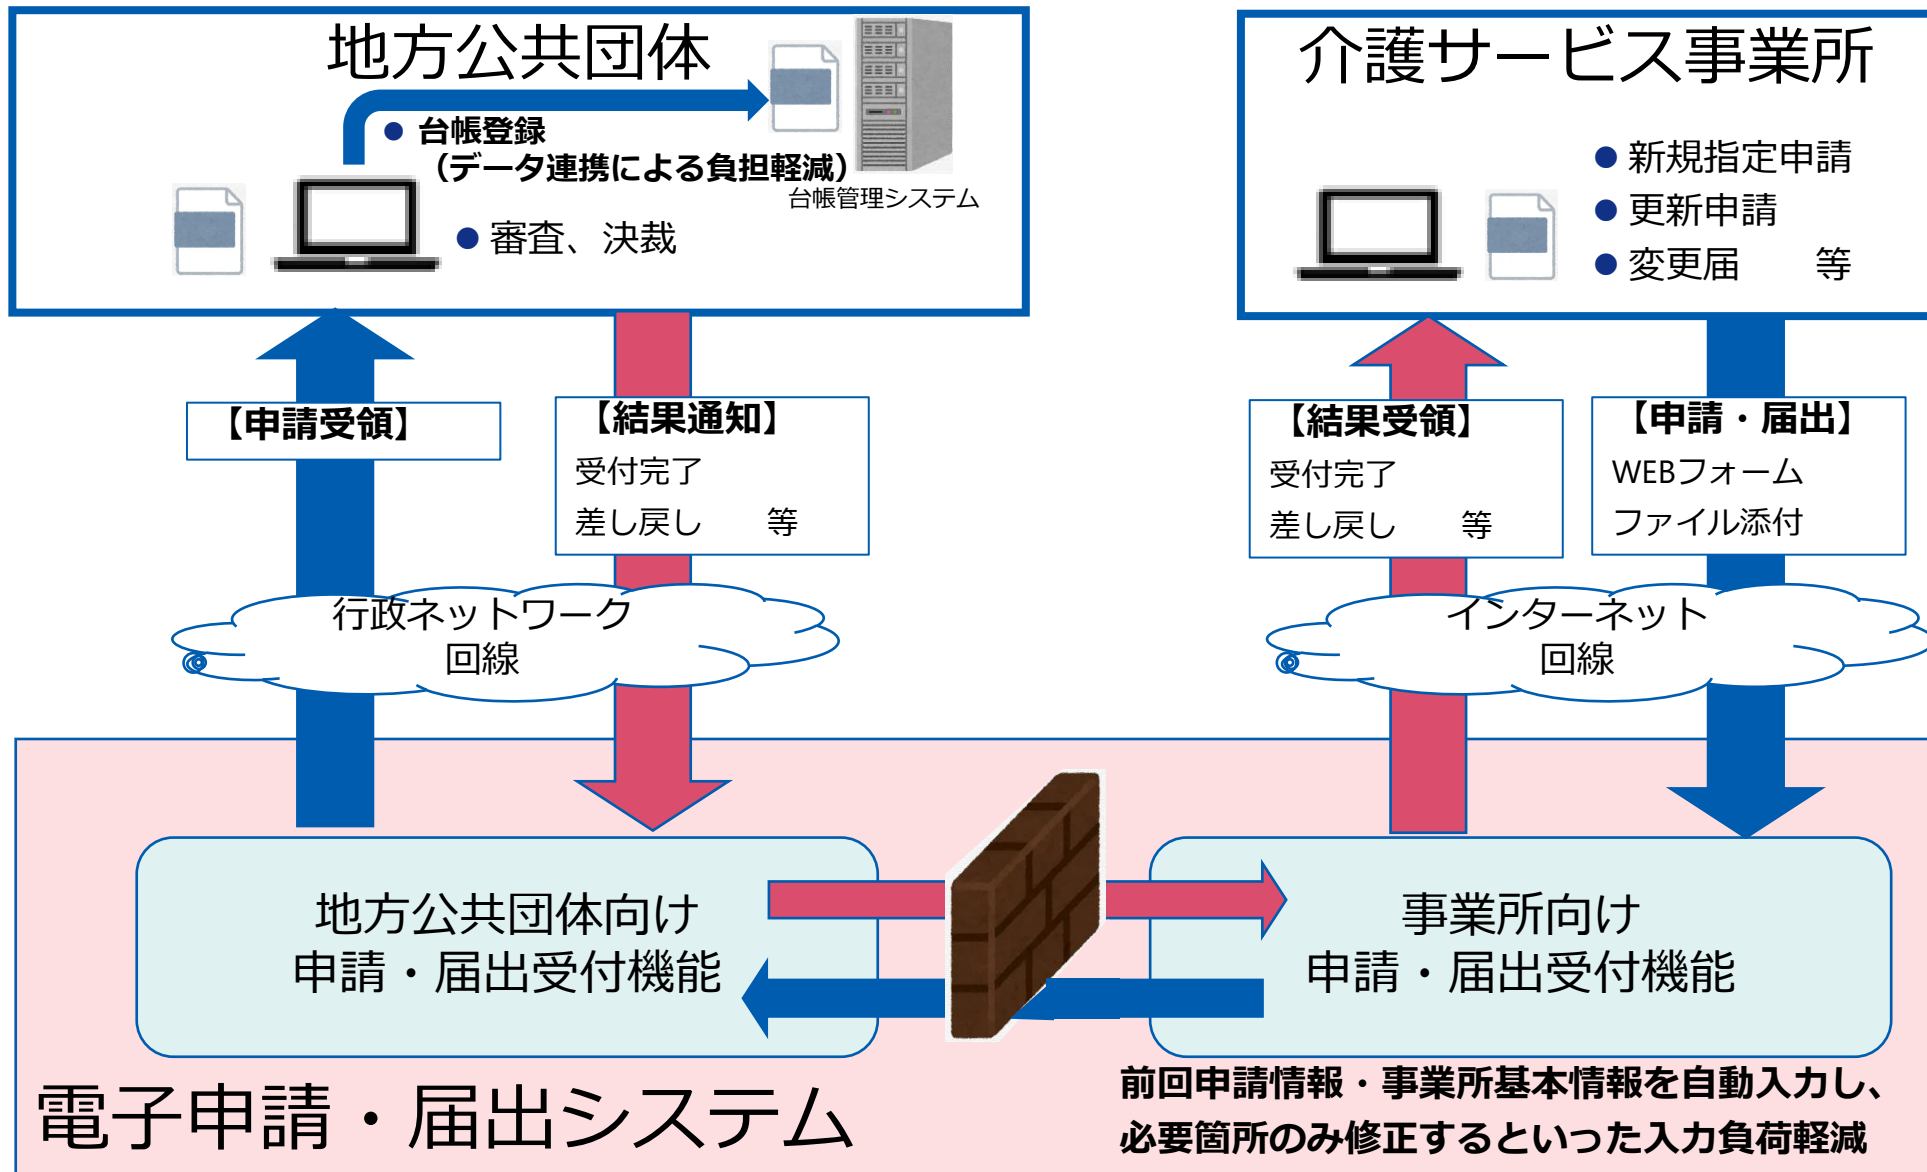 地方公共団体
● 台帳登録
（データ連携による負担軽減）
台帳管理システム
● 審査、決裁
介護サービス事業所
● 新規指定申請
● 更新申請
● 変更届　　等
【申請受領】
【結果通知】
受付完了
差し戻し　　等
【結果受領】
受付完了
差し戻し　　等
【申請・届出】
WEBフォーム
ファイル添付
行政ネットワーク
回線
インターネット
回線
地方公共団体向け
申請・届出受付機能
事業所向け
申請・届出受付機能
電子申請・届出システム
前回申請情報・事業所基本情報を自動入力し、
必要箇所のみ修正するといった入力負荷軽減